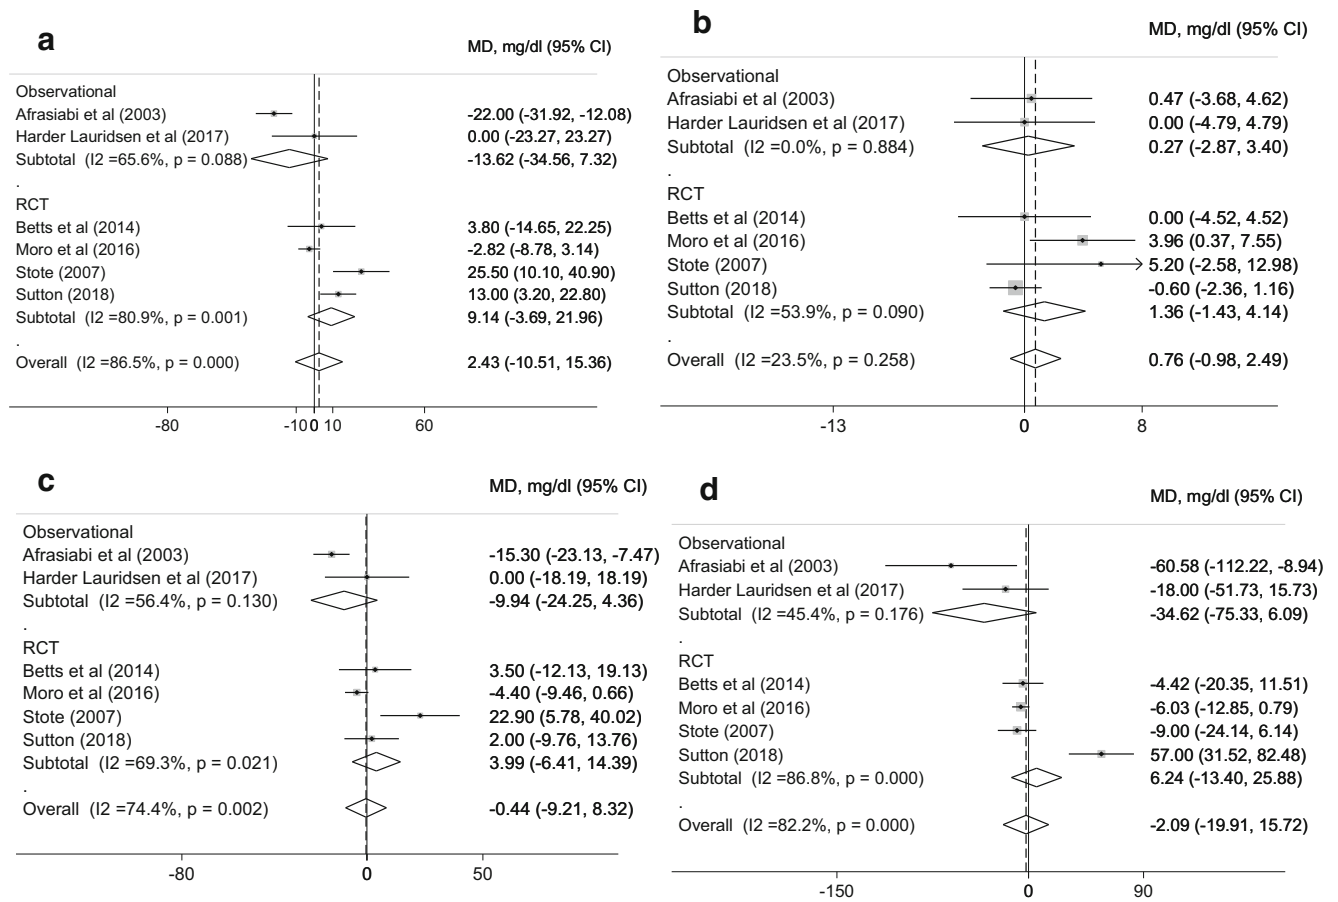 a
MD, mg/dl (95% CI)
Observational
Afrasiabi et al (2003) -22.00 (-31.92, -12.08)
Harder Lauridsen et al (2017) 0.00 (-23.27, 23.27)
Subtotal (I2 =65.6%, p = 0.088) -13.62 (-34.56, 7.32)
.
RCT
Betts et al (2014) 3.80 (-14.65, 22.25)
Moro et al (2016) -2.82 (-8.78, 3.14)
Stote (2007) 25.50 (10.10, 40.90)
Sutton (2018) 13.00 (3.20, 22.80)
Subtotal (I2 =80.9%, p = 0.001) 9.14 (-3.69, 21.96)
.
Overall (I2 =86.5%, p = 0.000) 2.43 (-10.51, 15.36)
-80 -10 0 10 60
b
MD, mg/dl (95% CI)
Observational
Afrasiabi et al (2003) 0.47 (-3.68, 4.62)
Harder Lauridsen et al (2017) 0.00 (-4.79, 4.79)
Subtotal (I2 =0.0%, p = 0.884) 0.27 (-2.87, 3.40)
.
RCT
Betts et al (2014) 0.00 (-4.52, 4.52)
Moro et al (2016) 3.96 (0.37, 7.55)
Stote (2007) 5.20 (-2.58, 12.98)
Sutton (2018) -0.60 (-2.36, 1.16)
Subtotal (I2 =53.9%, p = 0.090) 1.36 (-1.43, 4.14)
.
Overall (I2 =23.5%, p = 0.258) 0.76 (-0.98, 2.49)
-13 0 8
c
MD, mg/dl (95% CI)
Observational
Afrasiabi et al (2003) -15.30 (-23.13, -7.47)
Harder Lauridsen et al (2017) 0.00 (-18.19, 18.19)
Subtotal (I2 =56.4%, p = 0.130) -9.94 (-24.25, 4.36)
.
RCT
Betts et al (2014) 3.50 (-12.13, 19.13)
Moro et al (2016) -4.40 (-9.46, 0.66)
Stote (2007) 22.90 (5.78, 40.02)
Sutton (2018) 2.00 (-9.76, 13.76)
Subtotal (I2 =69.3%, p = 0.021) 3.99 (-6.41, 14.39)
.
Overall (I2 =74.4%, p = 0.002) -0.44 (-9.21, 8.32)
-80 0 50
d
MD, mg/dl (95% CI)
Observational
Afrasiabi et al (2003) -60.58 (-112.22, -8.94)
Harder Lauridsen et al (2017) -18.00 (-51.73, 15.73)
Subtotal (I2 =45.4%, p = 0.176) -34.62 (-75.33, 6.09)
.
RCT
Betts et al (2014) -4.42 (-20.35, 11.51)
Moro et al (2016) -6.03 (-12.85, 0.79)
Stote (2007) -9.00 (-24.14, 6.14)
Sutton (2018) 57.00 (31.52, 82.48)
Subtotal (I2 =86.8%, p = 0.000) 6.24 (-13.40, 25.88)
.
Overall (I2 =82.2%, p = 0.000) -2.09 (-19.91, 15.72)
-150 0 90